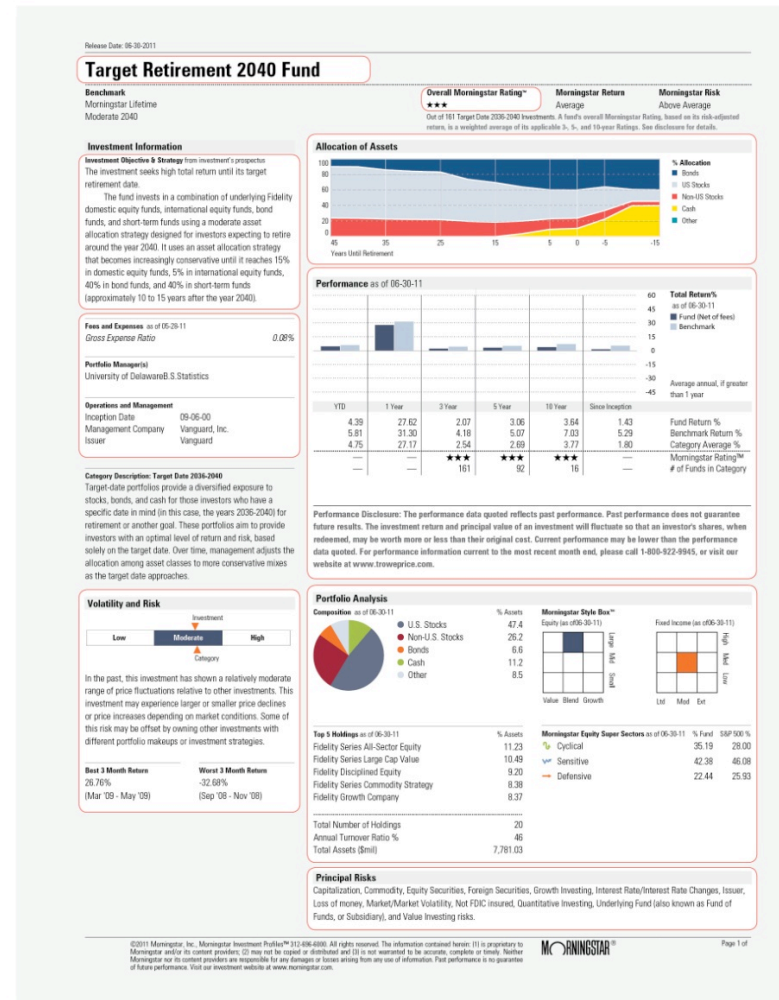 Release Date: 06-30-2011
Target Retirement 2040 Fund
Benchmark
Morningstar Lifetime
Moderate 2040
Overall Morningstar Rating™
★★★
Morningstar Return
Average
Morningstar Risk
Above Average
Out of 161 Target Date 2036-2040 Investments. A fund's overall Morningstar Rating, based on its risk-adjusted
return, is a weighted average of its applicable 3-, 5-, and 10-year Ratings. See disclosure for details.
Investment Information
Investment Objective & Strategy from investment's prospectus
The investment seeks high total return until its target
retirement date.
The fund invests in a combination of underlying Fidelity
domestic equity funds, international equity funds, bond
funds, and short-term funds using a moderate asset
allocation strategy designed for investors expecting to retire
around the year 2040. It uses an asset allocation strategy
that becomes increasingly conservative until it reaches 15%
in domestic equity funds, 5% in international equity funds,
40% in bond funds, and 40% in short-term funds
(approximately 10 to 15 years after the year 2040).
Fees and Expenses as of 05-28-11
Gross Expense Ratio 0.08%
Portfolio Manager(s)
University of DelawareB.S.Statistics
Operations and Management
Inception Date 09-06-00
Management Company Vanguard, Inc.
Issuer Vanguard
Category Description: Target Date 2036-2040
Target-date portfolios provide a diversified exposure to
stocks, bonds, and cash for those investors who have a
specific date in mind (in this case, the years 2036-2040) for
retirement or another goal. These portfolios aim to provide
investors with an optimal level of return and risk, based
solely on the target date. Over time, management adjusts the
allocation among asset classes to more conservative mixes
as the target date approaches.
Volatility and Risk
Investment
Low Moderate High
Category
In the past, this investment has shown a relatively moderate
range of price fluctuations relative to other investments. This
investment may experience larger or smaller price declines
or price increases depending on market conditions. Some of
this risk may be offset by owning other investments with
different portfolio makeups or investment strategies.
Best 3 Month Return Worst 3 Month Return
26.76% -32.68%
(Mar '09 - May '09) (Sep '08 - Nov '08)
Allocation of Assets
100
80
60
40
20
0
45 35 25 15 5 0 -5 -15
Years Until Retirement
% Allocation
Bonds
US Stocks
Non-US Stocks
Cash
Other
Performance as of 06-30-11
60
45
30
15
0
-15
-30
-45
Total Return%
as of 06-30-11
Fund (Net of fees)
Benchmark
Average annual, if greater
than 1 year
YTD 1 Year 3 Year 5 Year 10 Year Since Inception
4.39 27.62 2.07 3.06 3.64 1.43 Fund Return %
5.81 31.30 4.18 5.07 7.03 5.29 Benchmark Return %
4.75 27.17 2.54 2.69 3.77 1.80 Category Average %
— — ★★★ ★★★ ★★★ — Morningstar Rating™
— — 161 92 16 — # of Funds in Category
Performance Disclosure: The performance data quoted reflects past performance. Past performance does not guarantee
future results. The investment return and principal value of an investment will fluctuate so that an investor's shares, when
redeemed, may be worth more or less than their original cost. Current performance may be lower than the performance
data quoted. For performance information current to the most recent month end, please call 1-800-922-9945, or visit our
website at www.troweprice.com.
Portfolio Analysis
Composition as of 06-30-11 % Assets
U.S. Stocks 47.4
Non-U.S. Stocks 26.2
Bonds 6.6
Cash 11.2
Other 8.5
Morningstar Style Box™
Equity (as of06-30-11)
Large Mid Small
Value Blend Growth
Fixed Income (as of06-30-11)
High Med Low
Ltd Mod Ext
Top 5 Holdings as of 06-30-11 % Assets
Fidelity Series All-Sector Equity 11.23
Fidelity Series Large Cap Value 10.49
Fidelity Disciplined Equity 9.20
Fidelity Series Commodity Strategy 8.38
Fidelity Growth Company 8.37
Total Number of Holdings 20
Annual Turnover Ratio % 46
Total Assets ($mil) 7,781.03
Morningstar Equity Super Sectors as of 06-30-11 % Fund S&P 500 %
Cyclical 35.19 28.00
Sensitive 42.38 46.08
Defensive 22.44 25.93
Principal Risks
Capitalization, Commodity, Equity Securities, Foreign Securities, Growth Investing, Interest Rate/Interest Rate Changes, Issuer,
Loss of money, Market/Market Volatility, Not FDIC insured, Quantitative Investing, Underlying Fund (also known as Fund of
Funds, or Subsidiary), and Value Investing risks.
©2011 Morningstar, Inc., Morningstar Investment Profiles™ 312-696-6000. All rights reserved. The information contained herein: (1) is proprietary to
Morningstar and/or its content providers; (2) may not be copied or distributed and (3) is not warranted to be accurate, complete or timely. Neither
Morningstar nor its content providers are responsible for any damages or losses arising from any use of information. Past performance is no guarantee
of future performance. Visit our investment website at www.morningstar.com.
MORNINGSTAR®
Page 1 of